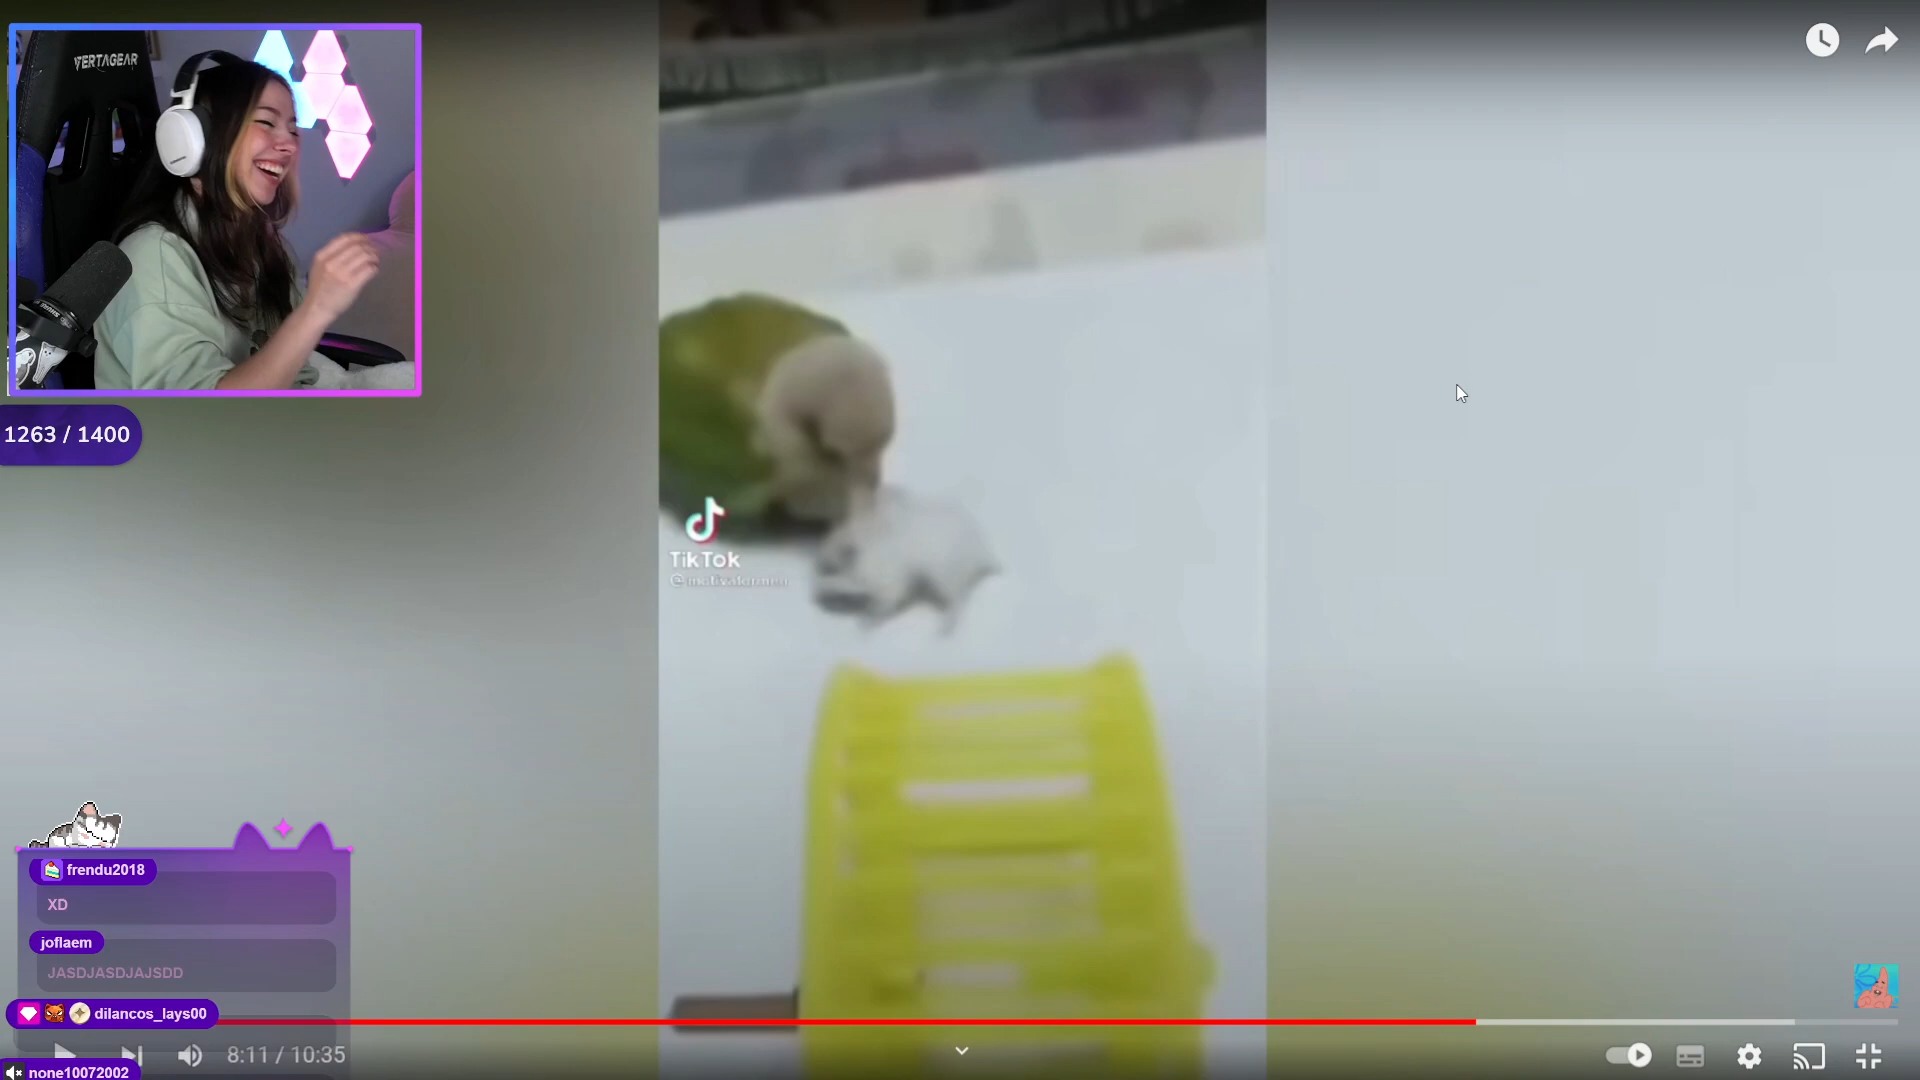 VERTAGEAR
1263 / 1400
TikTok
frendu2018
XD
joflaem
JASDJASDJAJSDD
dilancos_lays00
8:11 / 10:35
none10072002